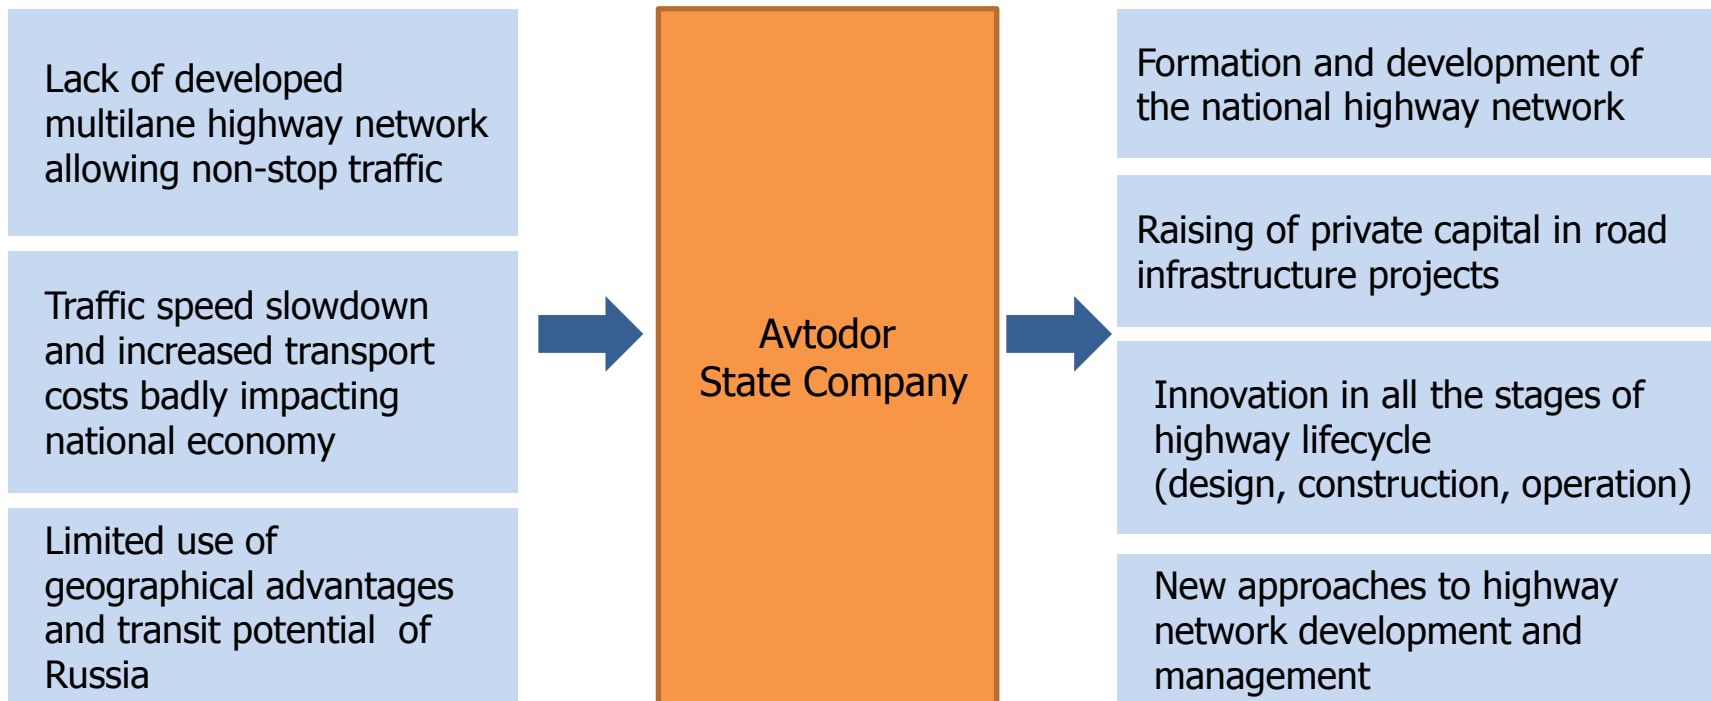 Lack of developed
multilane highway network
allowing non-stop traffic
Traffic speed slowdown
and increased transport
costs badly impacting
national economy
Limited use of
geographical advantages
and transit potential  of
Russia
Avtodor
State Company
Formation and development of
the national highway network
Raising of private capital in road
infrastructure projects
Innovation in all the stages of
highway lifecycle
(design, construction, operation)
New approaches to highway
network development and
management